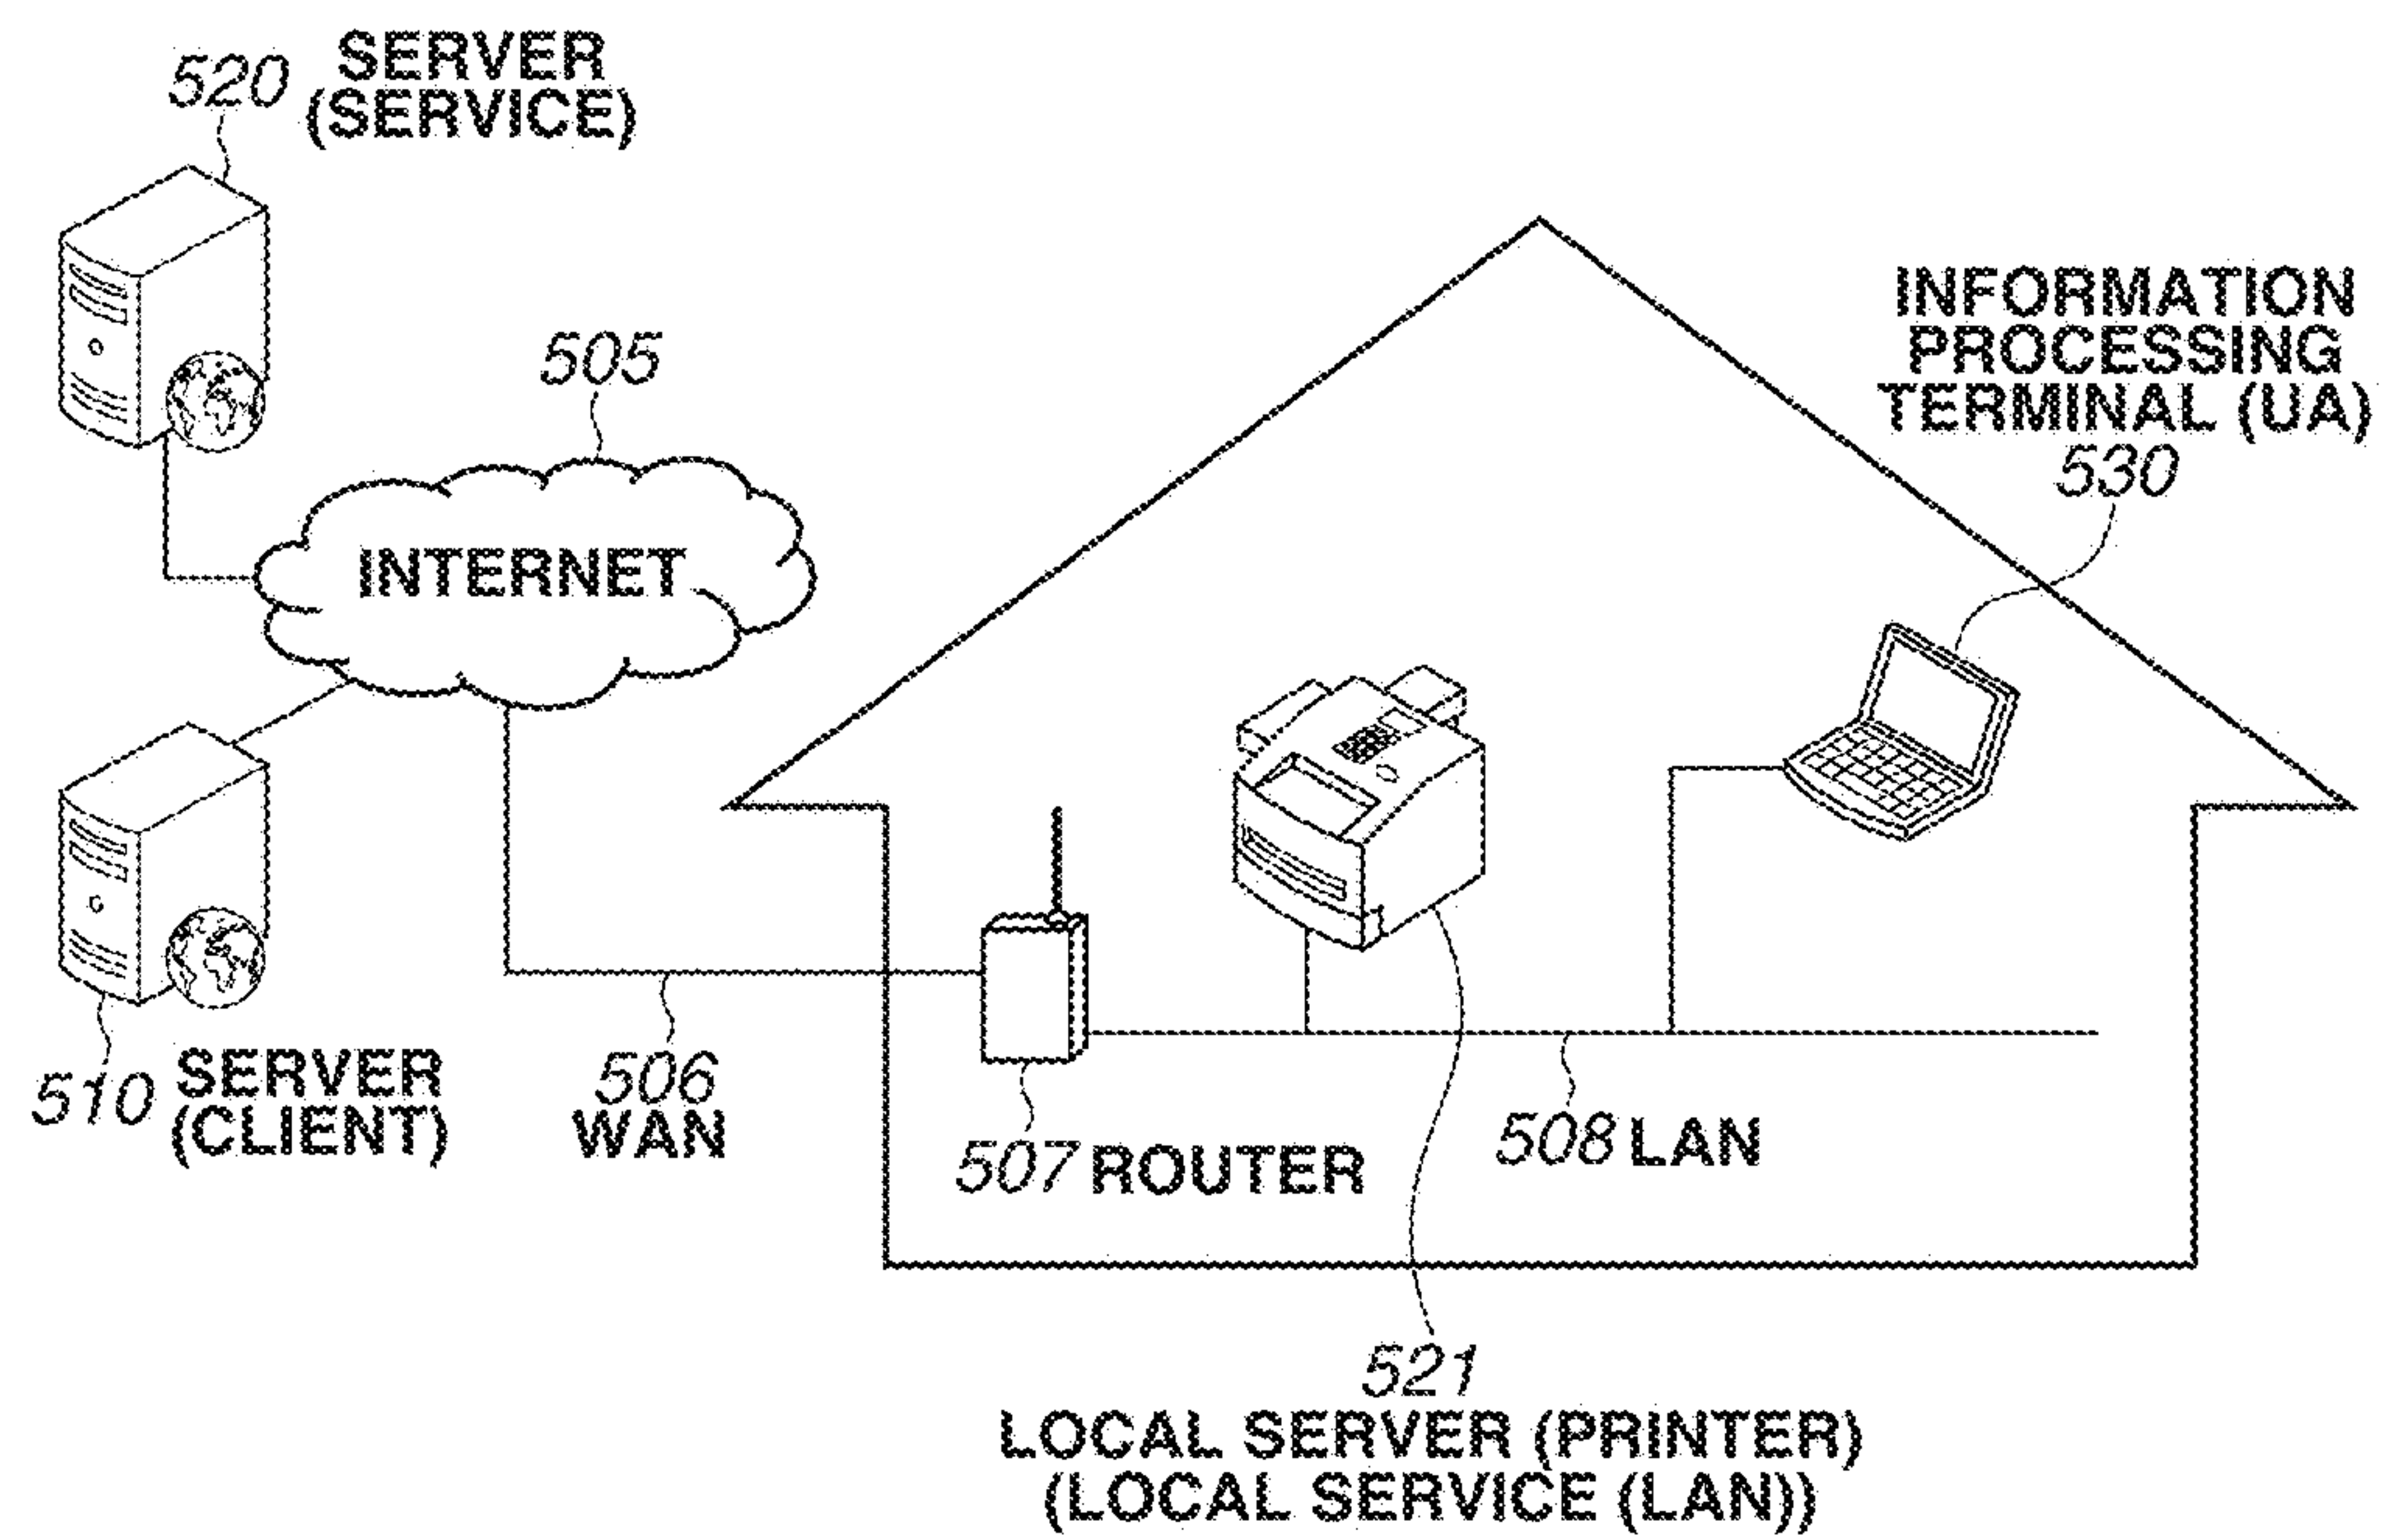 520 SERVER
(SERVICE)
505
INTERNET
INFORMATION
PROCESSING
TERMINAL (UA)
530
510 SERVER
(CLIENT)
506
WAN
507 ROUTER
508 LAN
521
LOCAL SERVER (PRINTER)
(LOCAL SERVICE (LAN))